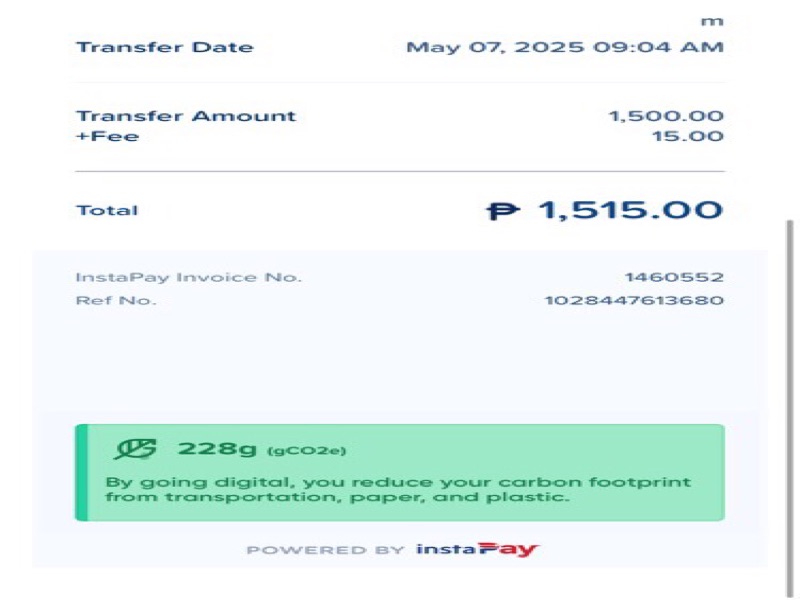 m
Transfer Date May 07, 2025 09:04 AM
Transfer Amount 1,500.00
+Fee 15.00
Total ₱ 1,515.00
InstaPay Invoice No. 1460552
Ref No. 1028447613680
228g (gCO2e)
By going digital, you reduce your carbon footprint
from transportation, paper, and plastic.
POWERED BY instaPay